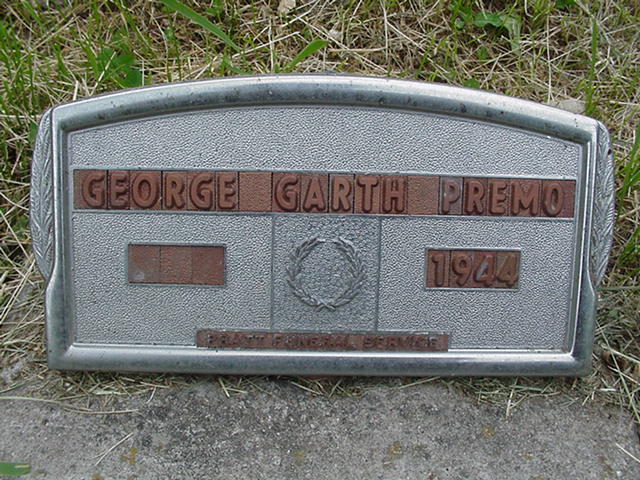 GEORGE GARTH PREMO
1944
PRATT FUNERAL SERVICE